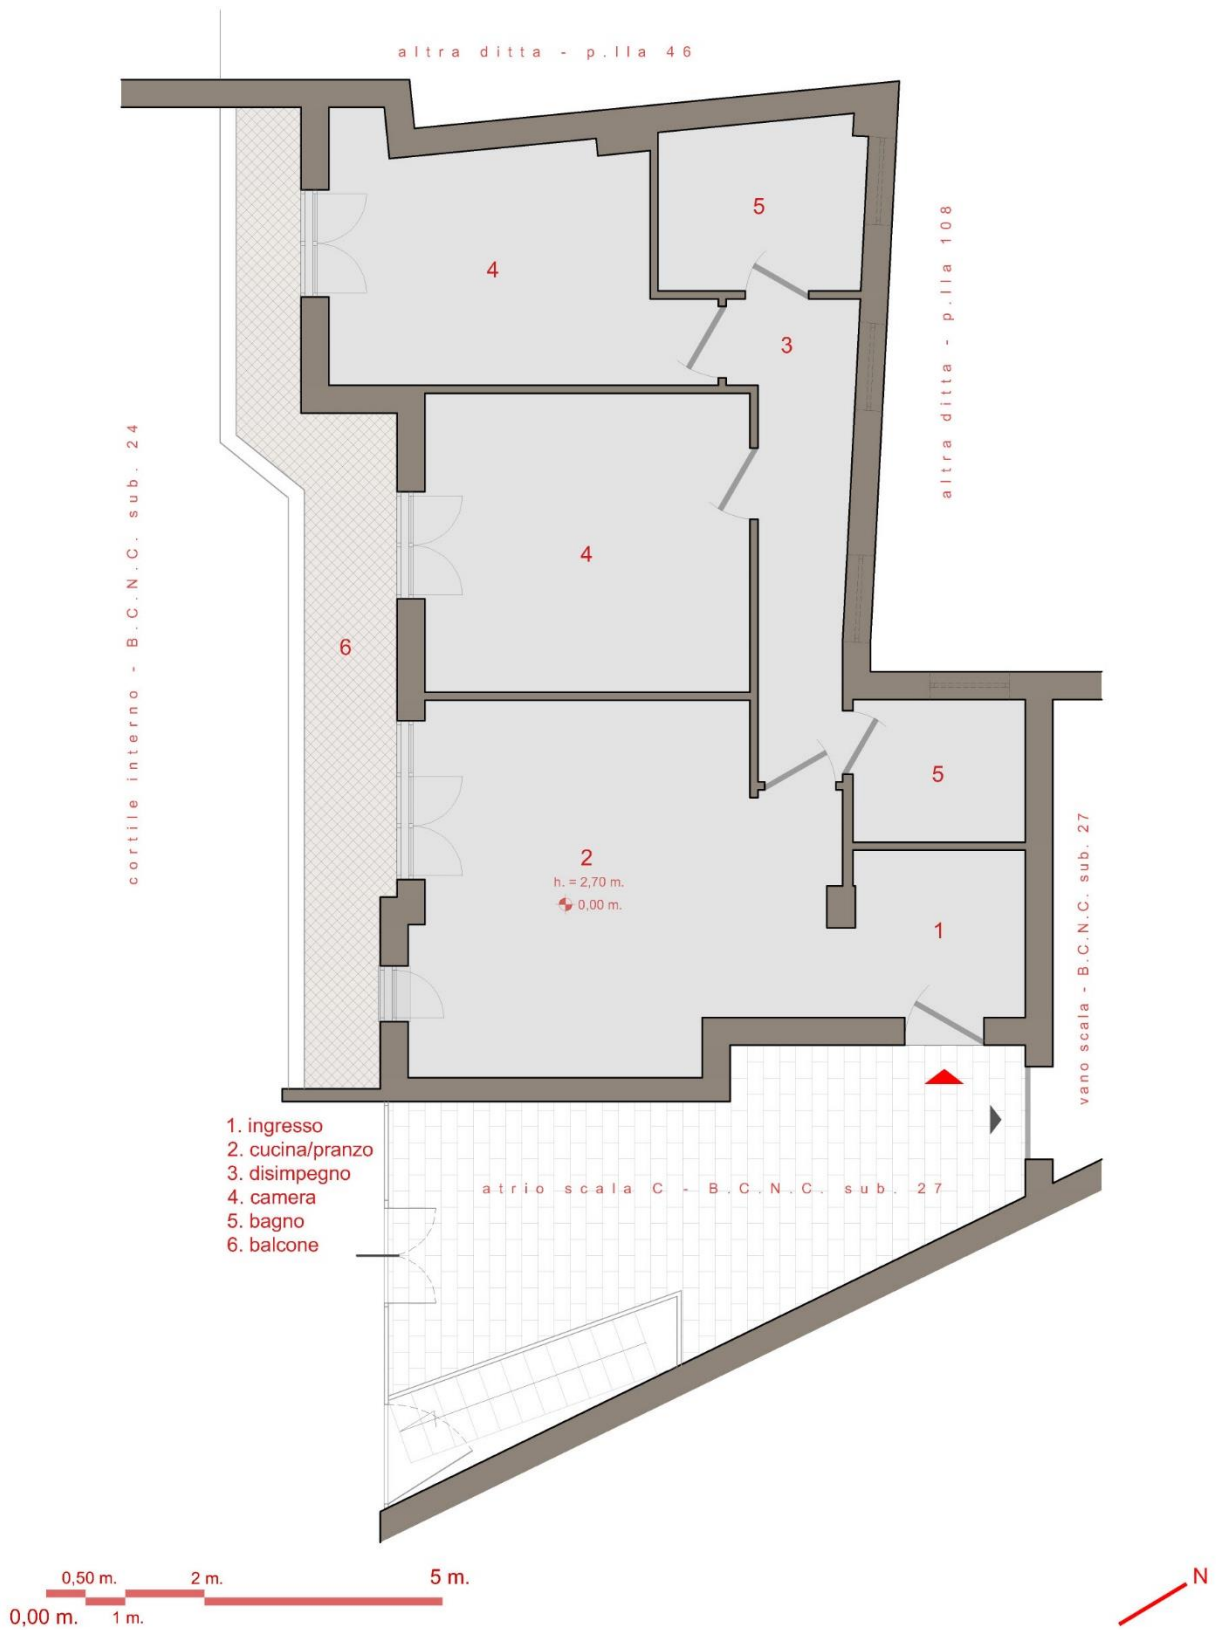 altra ditta - p.lla 46
5
altra ditta - p.lla 108
4
3
cortile interno - B.C.N.C. sub. 24
4
6
5
vano scala - B.C.N.C. sub. 27
2
h. = 2,70 m.
0,00 m.
1
1. ingresso
2. cucina/pranzo
3. disimpegno
4. camera
5. bagno
6. balcone
atrio scala C - B.C.N.C. sub. 27
0,50 m.
2 m.
5 m.
0,00 m.
1 m.
N